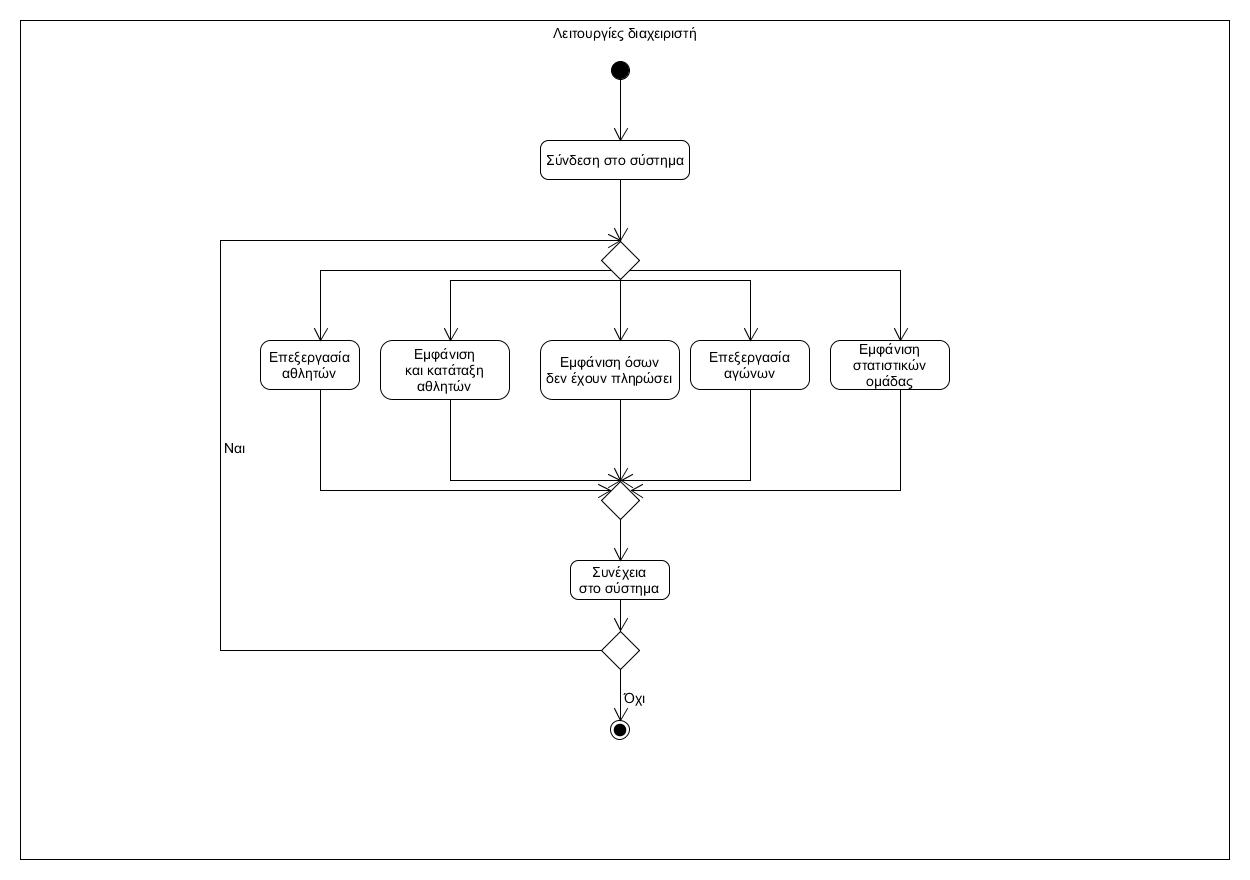 Λειτουργίες διαχειριστή
Σύνδεση στο σύστημα
Επεξεργασία
αθλητών
Εμφάνιση
και κατάταξη
αθλητών
Εμφάνιση όσων
δεν έχουν πληρώσει
Επεξεργασία
αγώνων
Εμφάνιση
στατιστικών
ομάδας
Ναι
Συνέχεια
στο σύστημα
Όχι